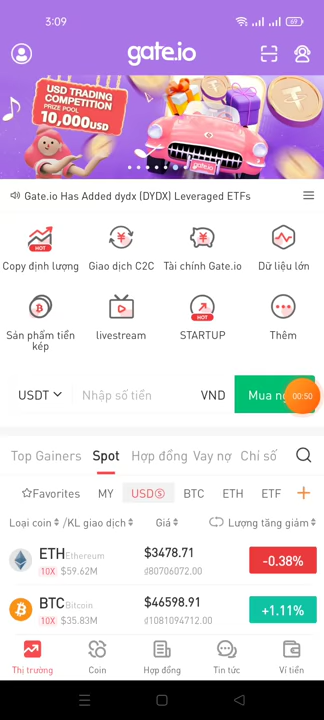 3:09
69
gate.io
USD TRADING
COMPETITION
PRIZE POOL
10,000USD
gate.io
Gate.io Has Added dydx (DYDX) Leveraged ETFs
HOT
Copy định lượng
Giao dịch C2C
Tài chính Gate.io
Dữ liệu lớn
Sản phẩm tiền kép
livestream
HOT
STARTUP
Thêm
USDT
Nhập số tiền
VND
Mua
00:50
Top Gainers Spot Hợp đồng Vay nợ Chỉ số
Favorites MY USDⓈ BTC ETH ETF +
Loại coin /KL giao dịch Giá Lượng tăng giảm
ETH Ethereum $3478.71 -0.38%
10X $59.62M ₫80706072.00
BTC Bitcoin $46598.91 +1.11%
10X $35.83M ₫1081094712.00
Thị trường Coin Hợp đồng Tin tức Ví tiền